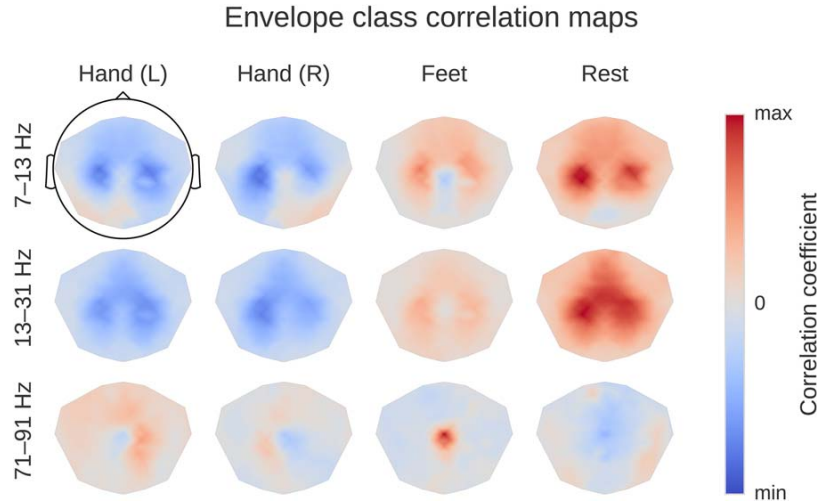 Envelope class correlation maps
Hand (L) Hand (R) Feet Rest
7–13 Hz
13–31 Hz
71–91 Hz
max
0
min
Correlation coefficient